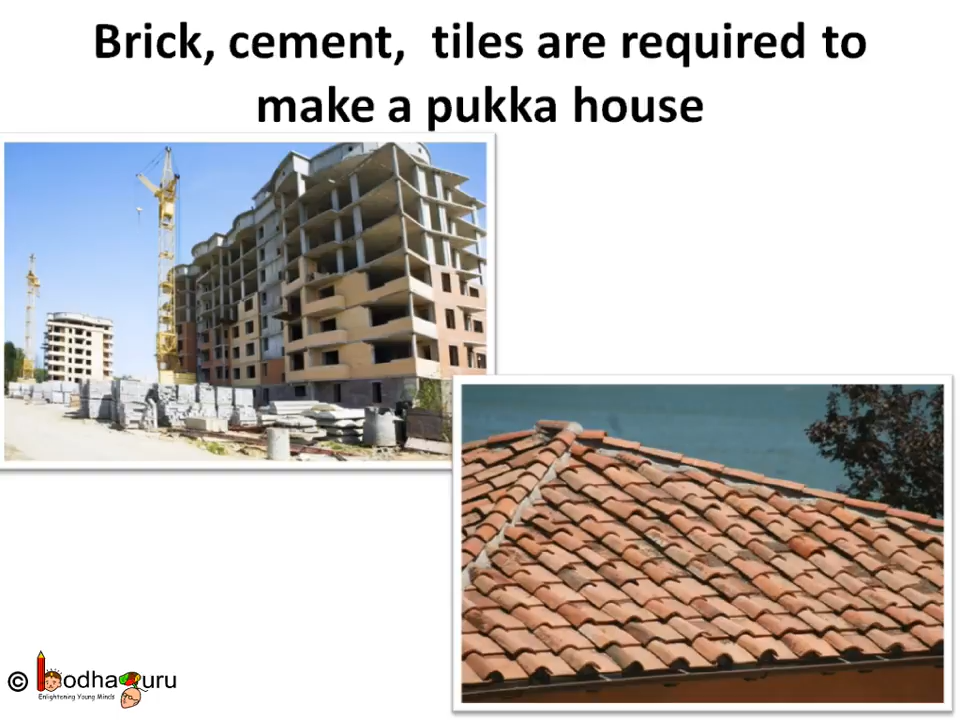 Brick, cement, tiles are required to
make a pukka house
© BodhaGuru
Enlightening Young Minds